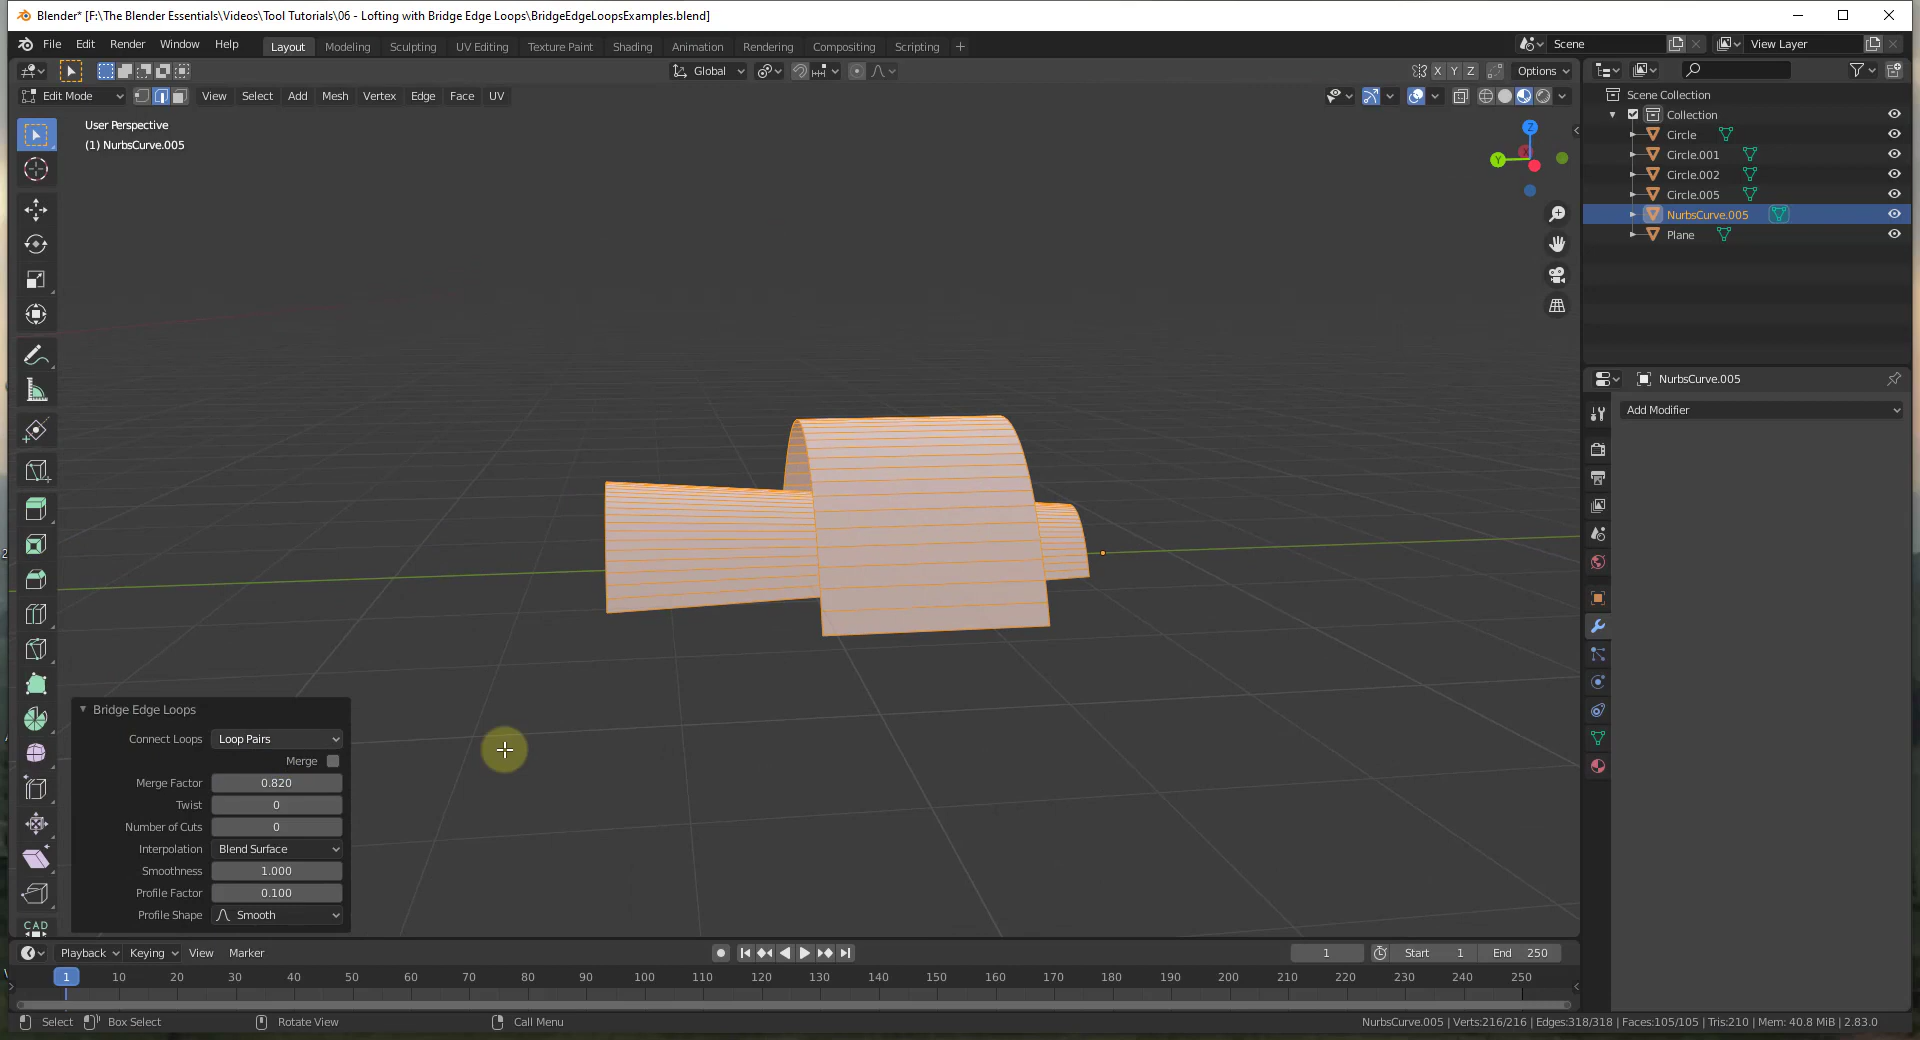 Blender* [F:\The Blender Essentials\Videos\Tool Tutorials\06 - Lofting with Bridge Edge Loops\BridgeEdgeLoopsExamples.blend]
File Edit Render Window Help Layout Modeling Sculpting UV Editing Texture Paint Shading Animation Rendering Compositing Scripting + Scene View Layer
Global X Y Z Options
Edit Mode View Select Add Mesh Vertex Edge Face UV
User Perspective
(1) NurbsCurve.005
Z
Y
X
Scene Collection
Collection
Circle
Circle.001
Circle.002
Circle.005
NurbsCurve.005
Plane
NurbsCurve.005
Add Modifier
Bridge Edge Loops
Connect Loops Loop Pairs
Merge
Merge Factor 0.820
Twist 0
Number of Cuts 0
Interpolation Blend Surface
Smoothness 1.000
Profile Factor 0.100
Profile Shape Smooth
CAD
Playback Keying View Marker 1 Start 1 End 250
1 10 20 30 40 50 60 70 80 90 100 110 120 130 140 150 160 170 180 190 200 210 220 230 240 250
Select Box Select Rotate View Call Menu NurbsCurve.005 | Verts:216/216 | Edges:318/318 | Faces:105/105 | Tris:210 | Mem: 40.8 MiB | 2.83.0